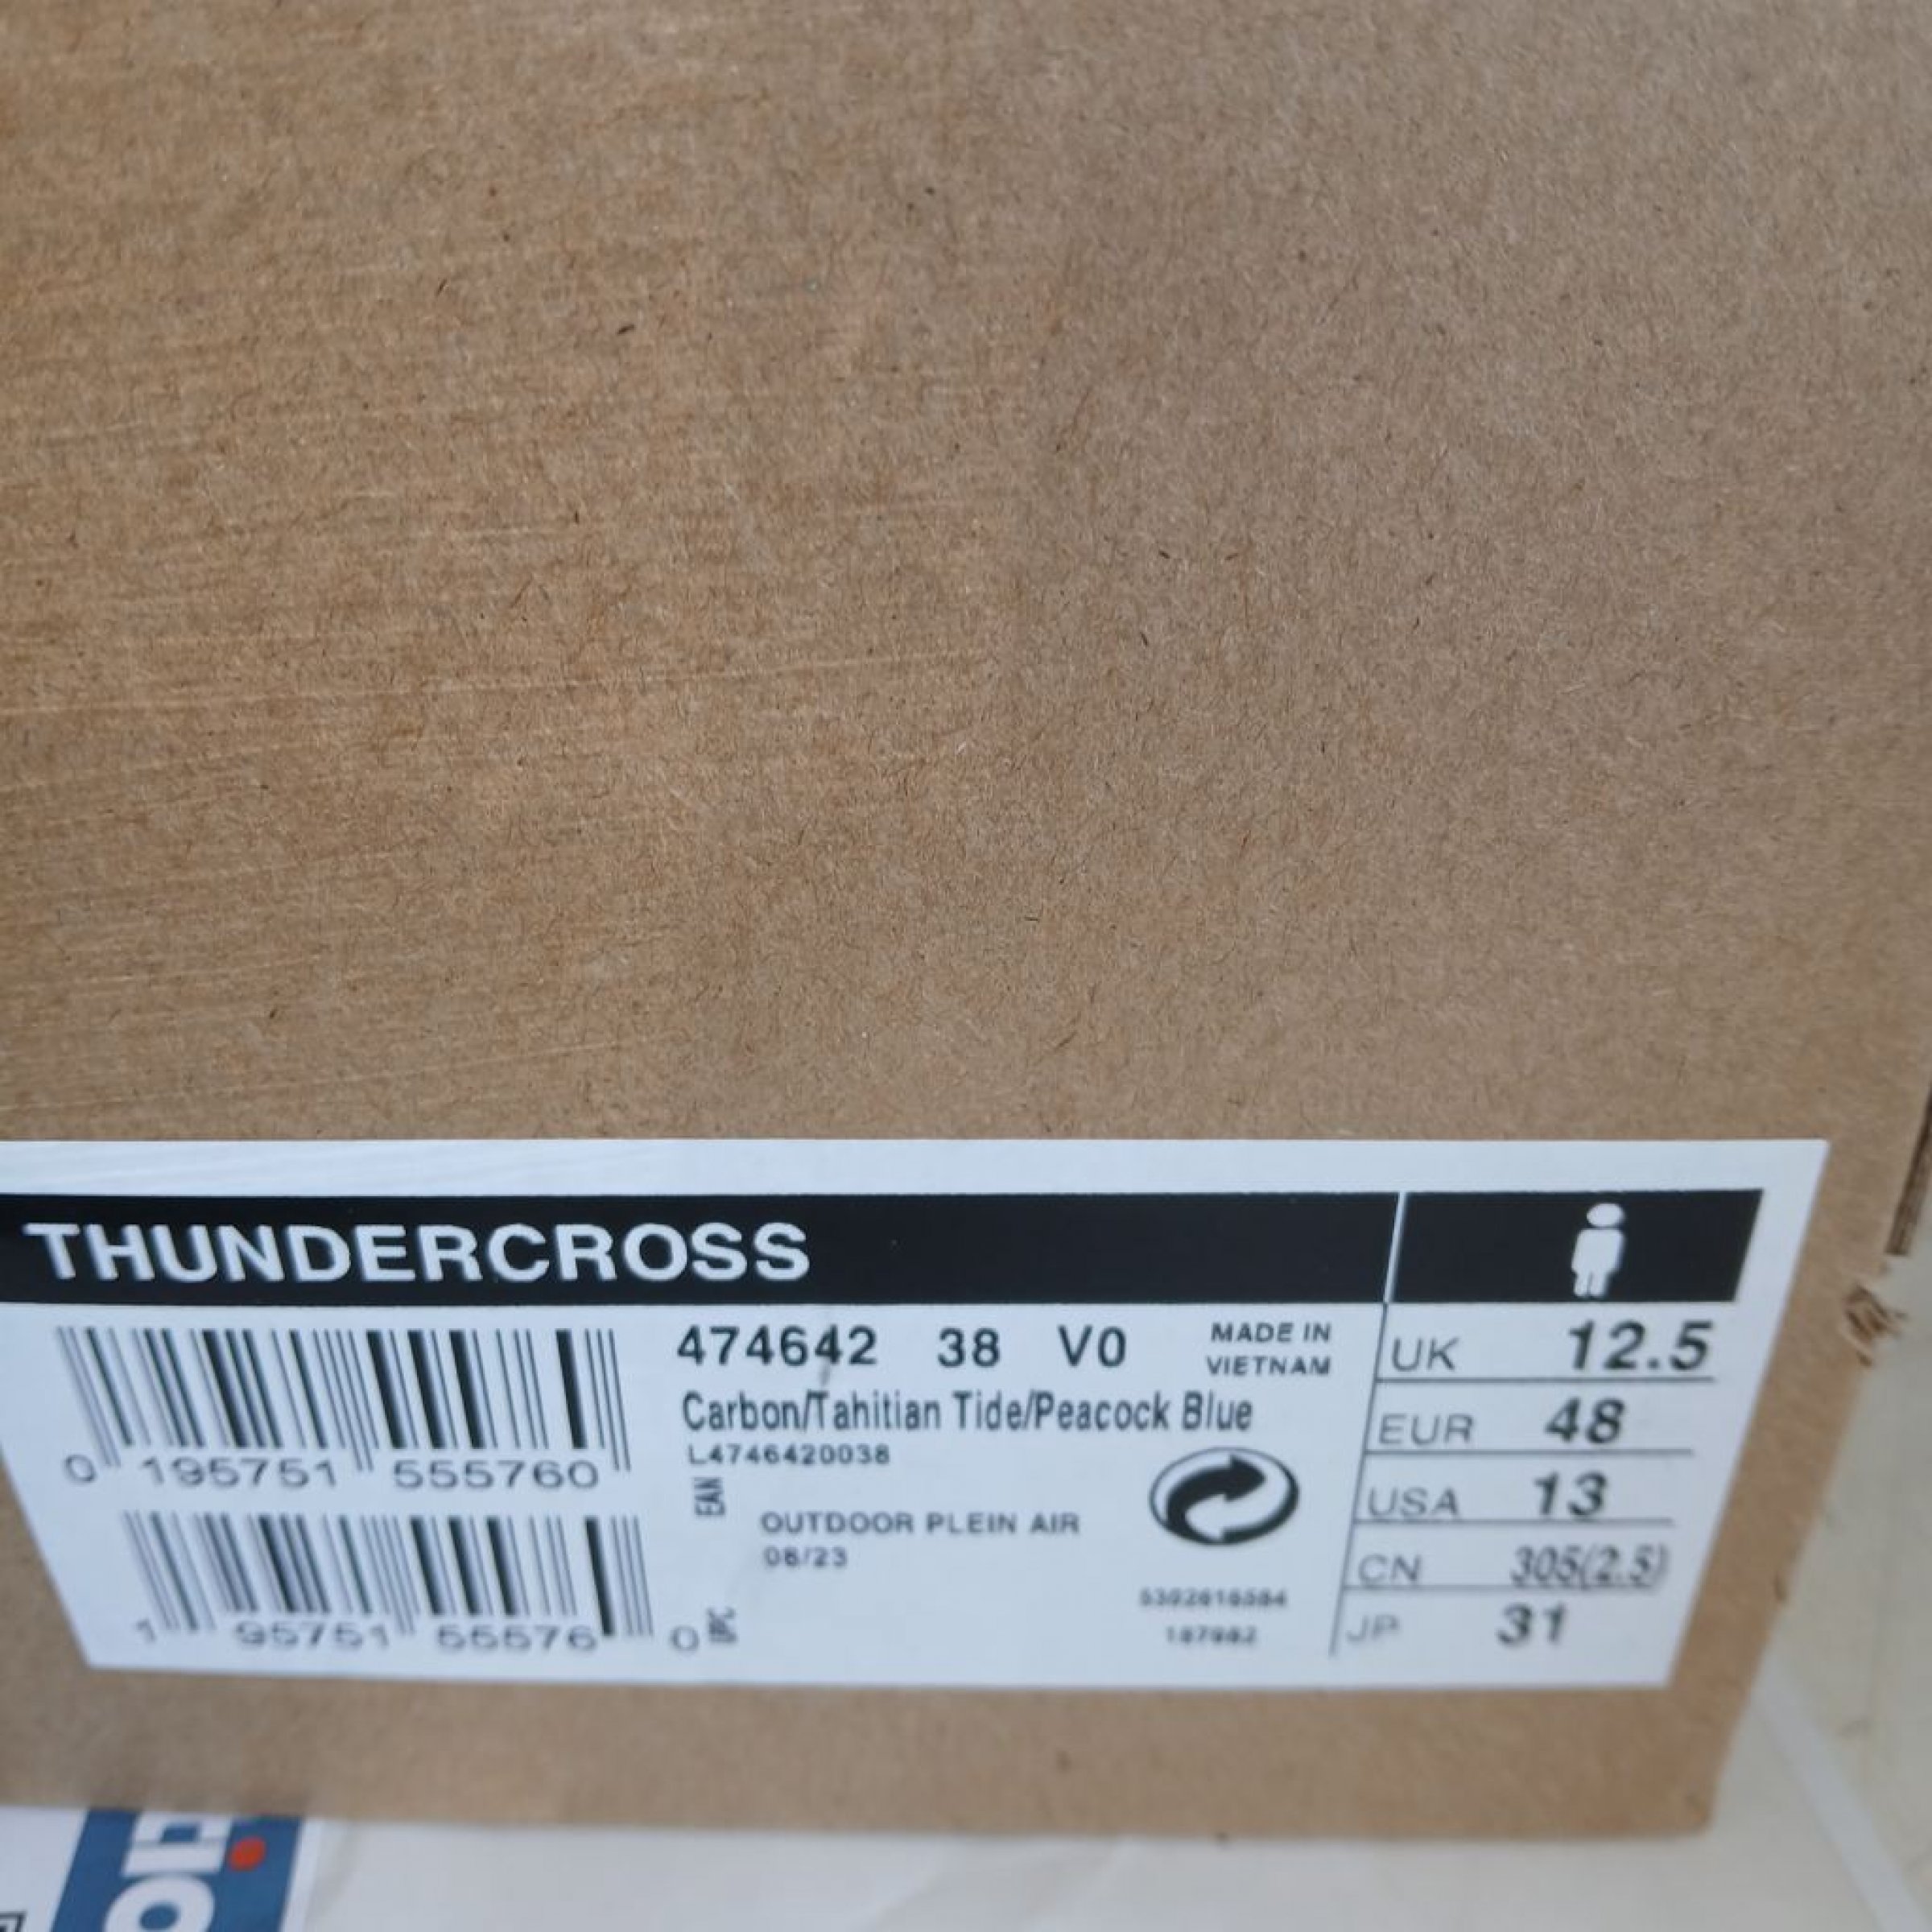 THUNDERCROSS
474642 38 V0
MADE IN
VIETNAM
Carbon/Tahitian Tide/Peacock Blue
L4746420038
0 195751 555760
EAN
OUTDOOR PLEIN AIR
08/23
1 95751 55576 0
UPC
UK 12.5
EUR 48
USA 13
CN 305(2.5)
JP 31